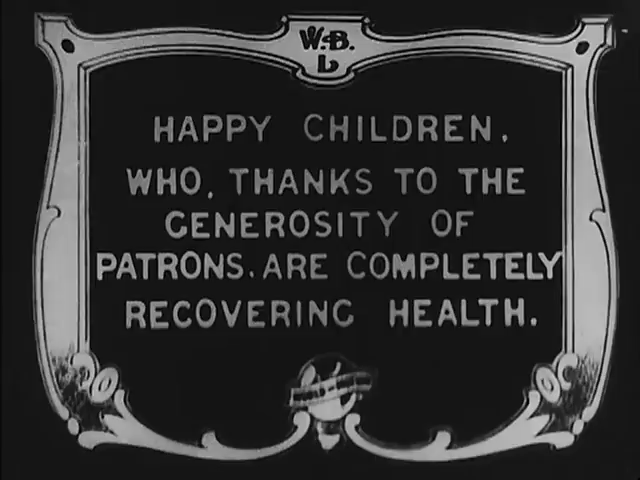 W.B.
L
HAPPY CHILDREN,
WHO, THANKS TO THE
GENEROSITY OF
PATRONS, ARE COMPLETELY
RECOVERING HEALTH.